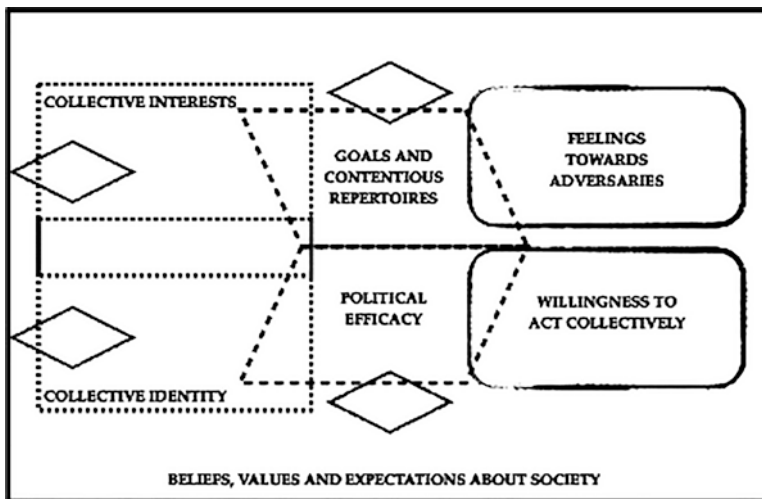 COLLECTIVE INTERESTS
GOALS AND
CONTENTIOUS
REPERTOIRES
FEELINGS
TOWARDS
ADVERSARIES
POLITICAL
EFFICACY
WILLINGNESS TO
ACT COLLECTIVELY
COLLECTIVE IDENTITY
BELIEFS, VALUES AND EXPECTATIONS ABOUT SOCIETY